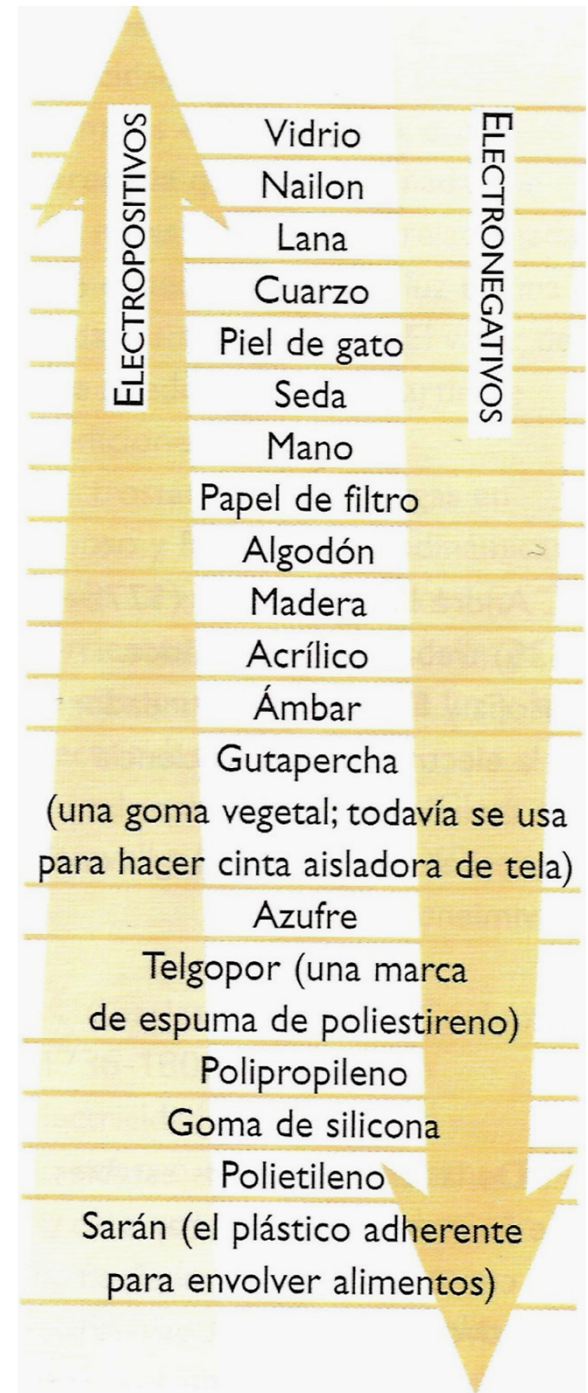 ELECTROPOSITIVOS
ELECTRONEGATIVOS
Vidrio
Nailon
Lana
Cuarzo
Piel de gato
Seda
Mano
Papel de filtro
Algodón
Madera
Acrílico
Ámbar
Gutapercha
(una goma vegetal; todavía se usa
para hacer cinta aisladora de tela)
Azufre
Telgopor (una marca
de espuma de poliestireno)
Polipropileno
Goma de silicona
Polietileno
Sarán (el plástico adherente
para envolver alimentos)